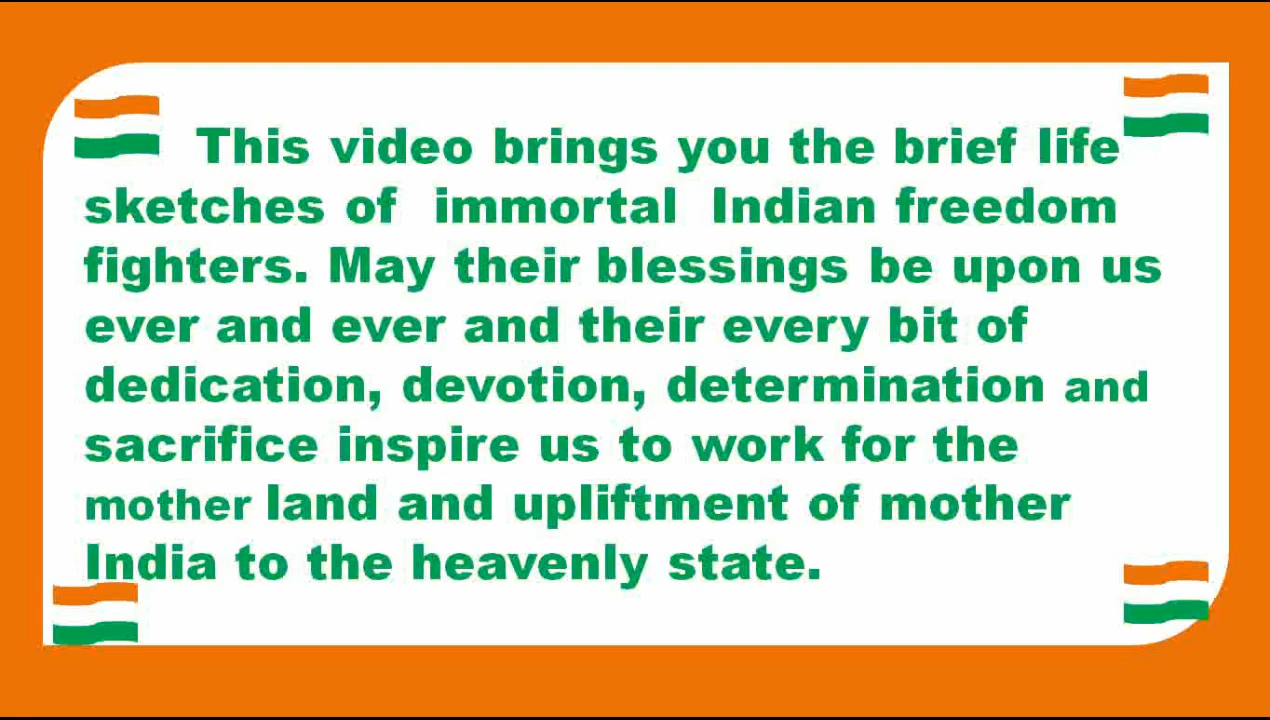 This video brings you the brief life
sketches of immortal Indian freedom
fighters. May their blessings be upon us
ever and ever and their every bit of
dedication, devotion, determination and
sacrifice inspire us to work for the
mother land and upliftment of mother
India to the heavenly state.